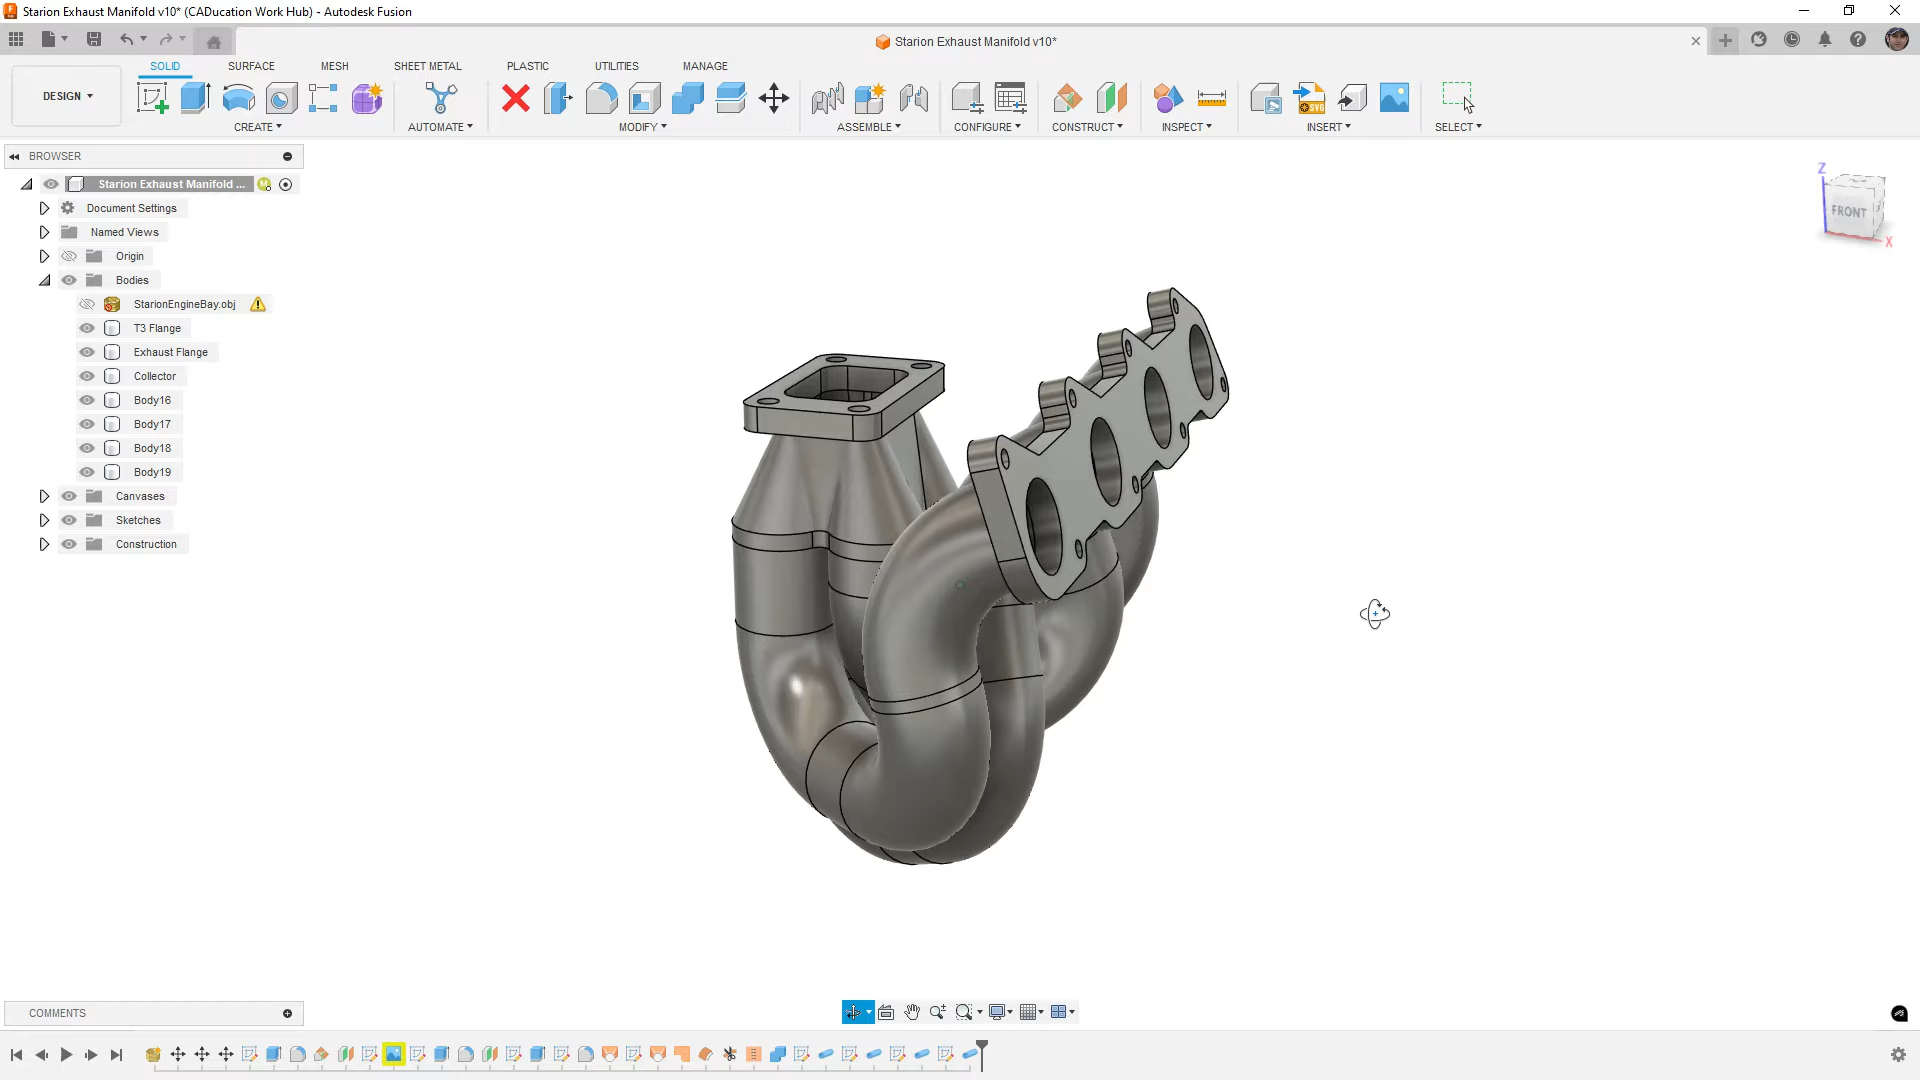 Starion Exhaust Manifold v10* (CADucation Work Hub) - Autodesk Fusion
Starion Exhaust Manifold v10*
SOLID SURFACE MESH SHEET METAL PLASTIC UTILITIES MANAGE
DESIGN
CREATE AUTOMATE MODIFY ASSEMBLE CONFIGURE CONSTRUCT INSPECT INSERT SELECT
SVG
BROWSER
Starion Exhaust Manifold ...
Document Settings
Named Views
Origin
Bodies
StarionEngineBay.obj
T3 Flange
Exhaust Flange
Collector
Body16
Body17
Body18
Body19
Canvases
Sketches
Construction
Z
FRONT
X
COMMENTS